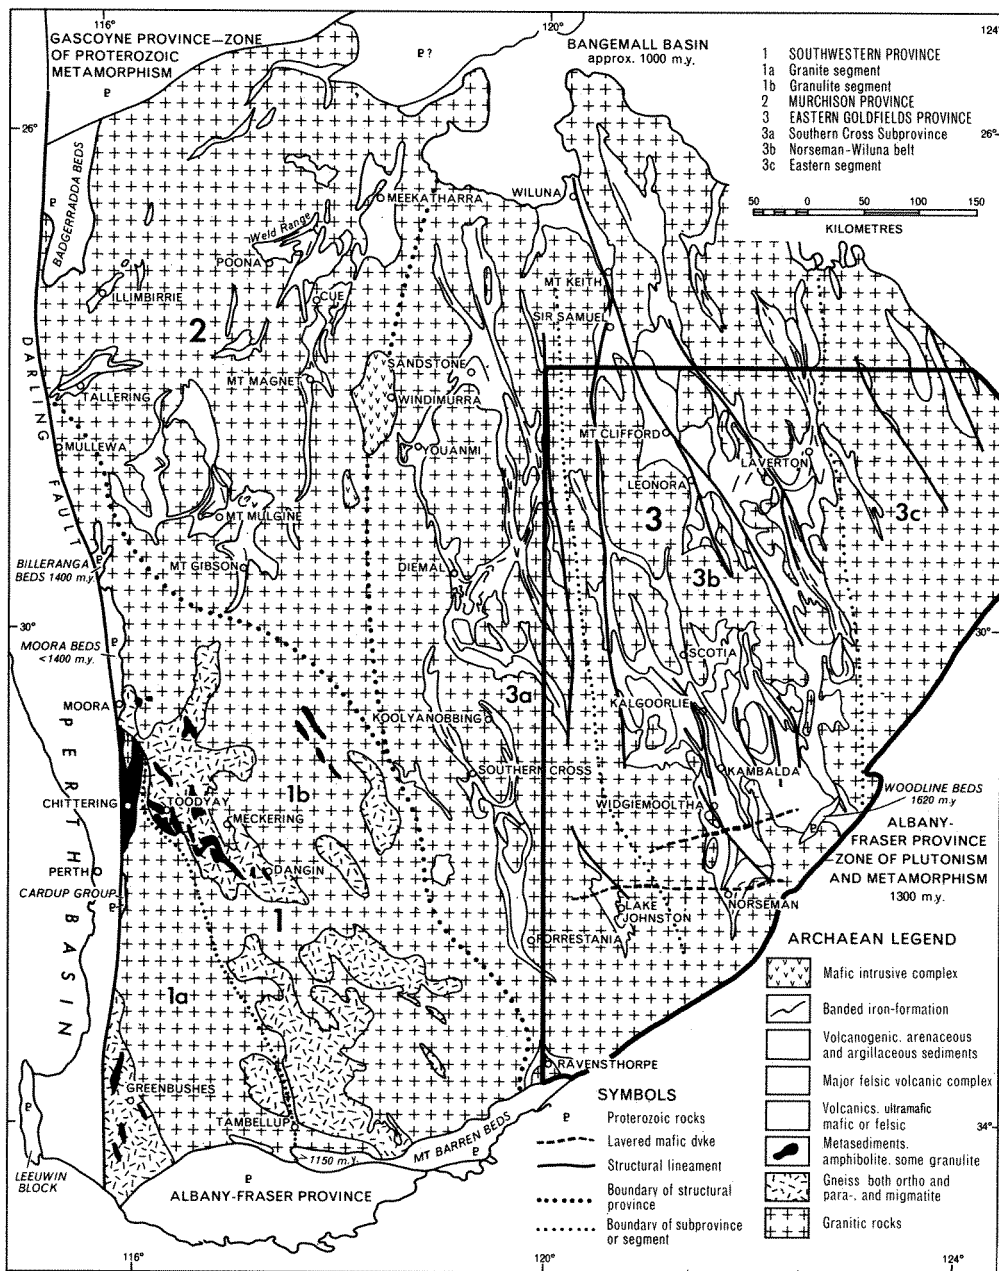 116°
120°
124°
GASCOYNE PROVINCE—ZONE
OF PROTEROZOIC
METAMORPHISM
P
P?
BANGEMALL BASIN
approx. 1000 m.y.
1 SOUTHWESTERN PROVINCE
1a Granite segment
1b Granulite segment
2 MURCHISON PROVINCE
3 EASTERN GOLDFIELDS PROVINCE
3a Southern Cross Subprovince
3b Norseman-Wiluna belt
3c Eastern segment
26°
26°
50 0 50 100 150
KILOMETRES
BADGERRADDA BEDS
P
MEEKATHARRA
WILUNA
Weld Range
POONA
MT KEITH
ILLIMBIRRIE
CUE
SIR SAMUEL
2
DARLING FAULT
SANDSTONE
MT MAGNET
TALLERING
WINDIMURRA
MT CLIFFORD
MULLEWA
YOUANMI
LAVERTON
LEONORA
3
3c
MT MULGINE
BILLERANGA
BEDS 1400 m.y.
P
MT GIBSON
DIEMAL
3b
30°
30°
MOORA BEDS
<1400 m.y.
P
SCOTIA
3a
MOORA
KOOLYANOBBING
KALGOORLIE
PERTH BASIN
SOUTHERN CROSS
KAMBALDA
CHITTERING
TOODYAY
1b
WOODLINE BEDS
1620 m.y
MECKERING
WIDGIEMOOLTHA
P
ALBANY-
FRASER PROVINCE
ZONE OF PLUTONISM
AND METAMORPHISM
1300 m.y.
PERTH
DANGIN
CARDUP GROUP
P
LAKE
JOHNSTON
NORSEMAN
1
FORRESTANIA
ARCHAEAN LEGEND
Mafic intrusive complex
1a
Banded iron-formation
Volcanogenic. arenaceous
and argillaceous sediments
RAVENSTHORPE
Major felsic volcanic complex
GREENBUSHES
SYMBOLS
P Proterozoic rocks
Volcanics. ultramafic
mafic or felsic
TAMBELLUP
MT BARREN BEDS
P
Layered mafic dyke
34°
P
Structural lineament
Metasediments.
amphibolite. some granulite
>1150 m.y.
LEEUWIN
BLOCK
P
ALBANY-FRASER PROVINCE
Boundary of structural
province
Gneiss both ortho and
para-. and migmatite
Boundary of subprovince
or segment
Granitic rocks
116°
120°
124°